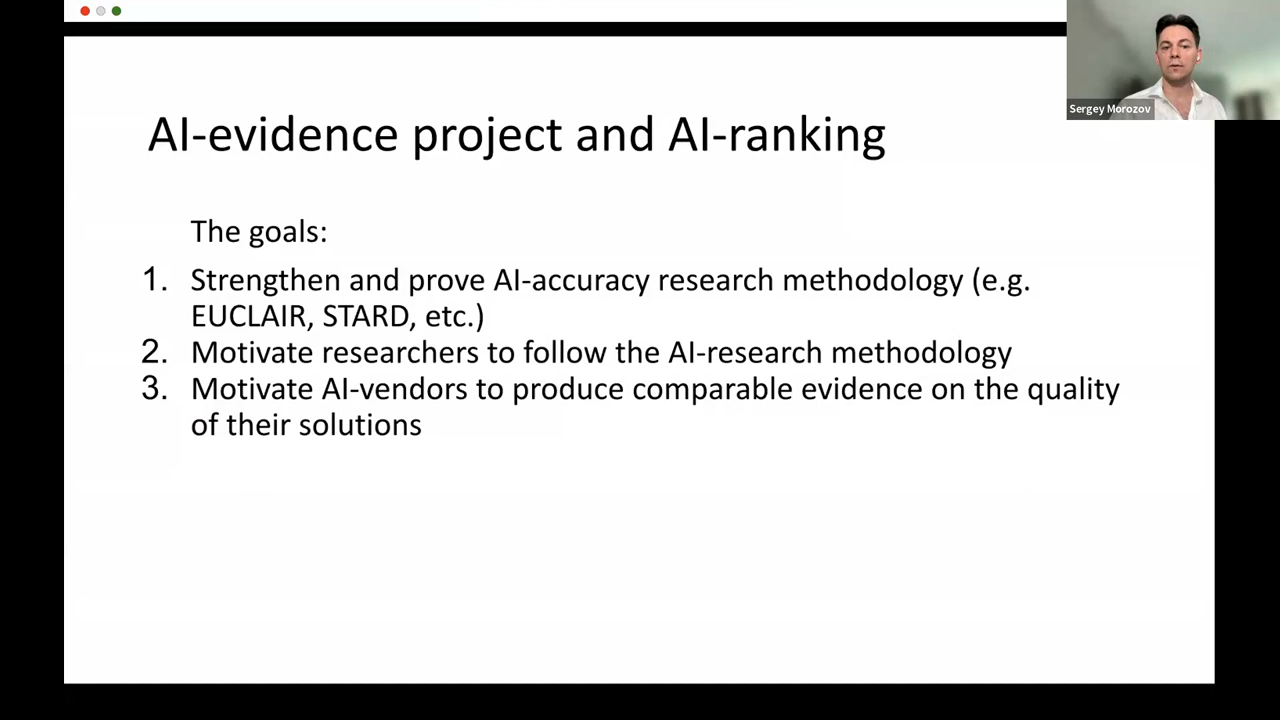 Sergey Morozov
AI-evidence project and AI-ranking
The goals:
1. Strengthen and prove AI-accuracy research methodology (e.g.
EUCLAIR, STARD, etc.)
2. Motivate researchers to follow the AI-research methodology
3. Motivate AI-vendors to produce comparable evidence on the quality
of their solutions